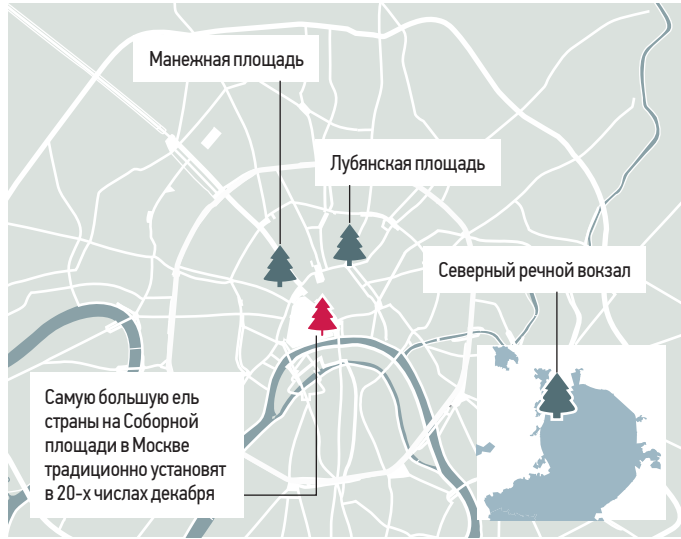 Манежная площадь
Лубянская площадь
Северный речной вокзал
Самую большую ель
страны на Соборной
площади в Москве
традиционно установят
в 20-х числах декабря